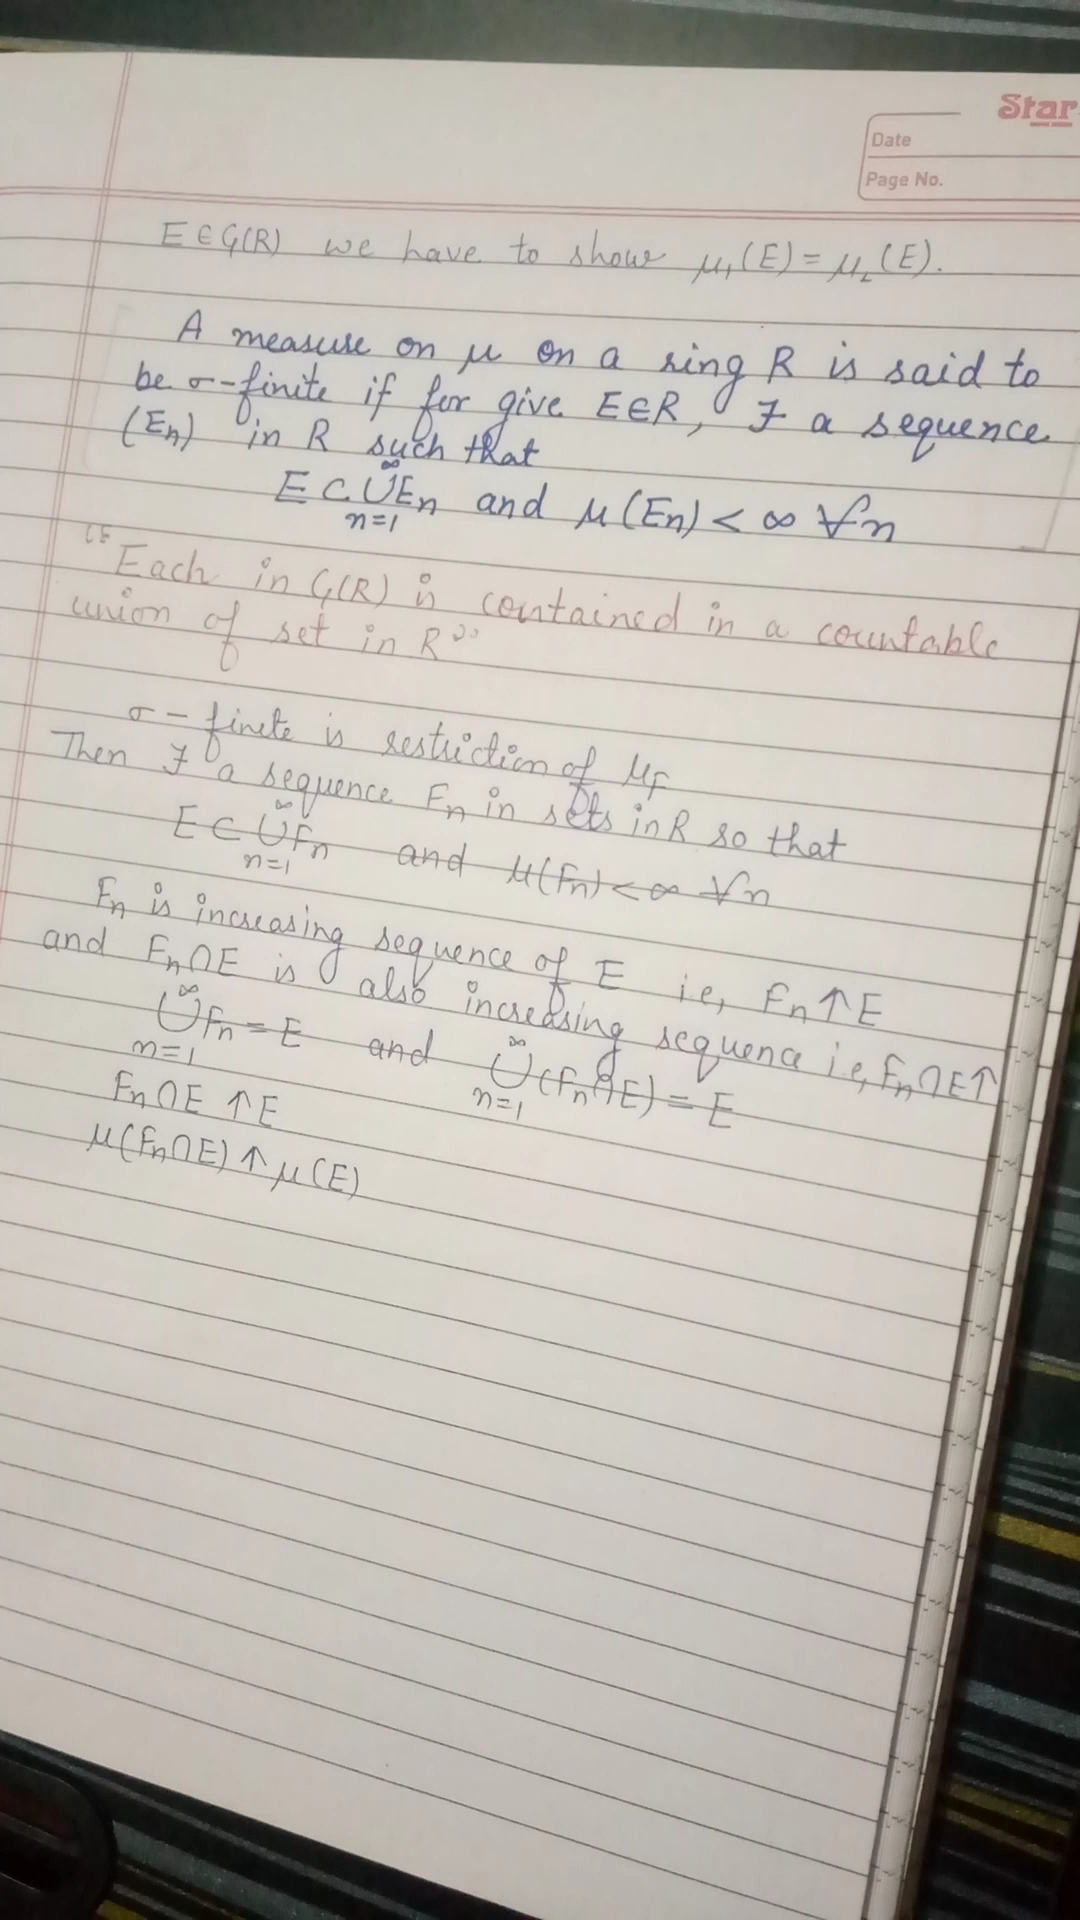 Star
Date
Page No.
E ∈ G(R) we have to show μ₁(E) = μ₂(E).
A measure on μ on a ring R is said to
be σ-finite if for give E∈R, ∃ a sequence
(En) in R such that
E ⊂ ∞∪n=1 En and μ(En) < ∞ ∀n
"Each in G(R) is contained in a countable
union of set in R"
σ-finite is restriction of μF
Then ∃ a sequence Fn in sets in R so that
E ⊂ ∞∪n=1 Fn and μ(Fn) < ∞ ∀n
Fn is increasing sequence of E i.e, Fn↑E
and Fn∩E is also increasing sequence i.e, Fn∩E↑
∞∪n=1 Fn = E and ∞∪n=1 (Fn∩E) = E
Fn∩E ↑E
μ(Fn∩E) ↑ μ(E)